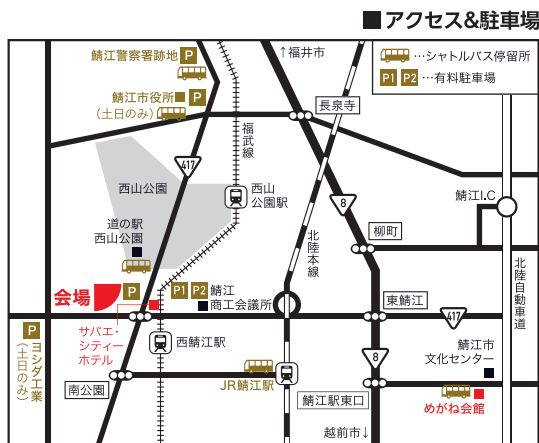 ■アクセス&駐車場
鯖江警察署跡地 P
↑福井市
…シャトルバス停留所
P1 P2 …有料駐車場
鯖江市役所■ P
(土日のみ)
長泉寺
福武線
417
西山公園
西山
公園駅
8
鯖江I.C
柳町
道の駅
西山公園
北陸本線
北陸自動車道
会場 P
P1 P2 鯖江
商工会議所
東鯖江
417
サバエ・
シティー
ホテル
P
ヨシダ工業
(土日のみ)
西鯖江駅
8
鯖江市
文化センター
JR鯖江駅
南公園
鯖江駅東口
めがね会館
越前市↓